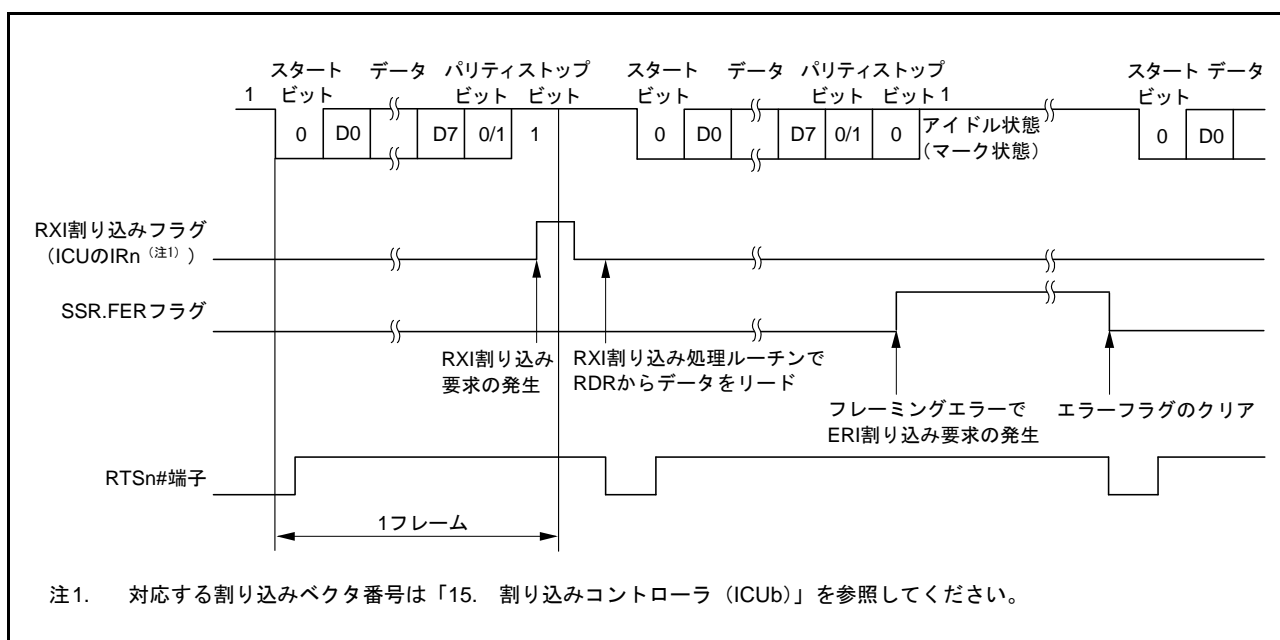 スタート データ パリティストップ スタート データ パリティストップ スタート データ
1 ビット ビット ビット ビット ビット ビット 1 ビット
0 D0 D7 0/1 1 0 D0 D7 0/1 0 アイドル状態 0 D0
(マーク状態)
RXI割り込みフラグ
(ICUのIRn (注1) )
SSR.FERフラグ
RXI割り込み
要求の発生
RXI割り込み処理ルーチンで
RDRからデータをリード
フレーミングエラーで
ERI割り込み要求の発生
エラーフラグのクリア
RTSn#端子
1フレーム
注1. 対応する割り込みベクタ番号は「15. 割り込みコントローラ（ICUb）」を参照してください。